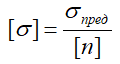 [σ] = σпред / [n]